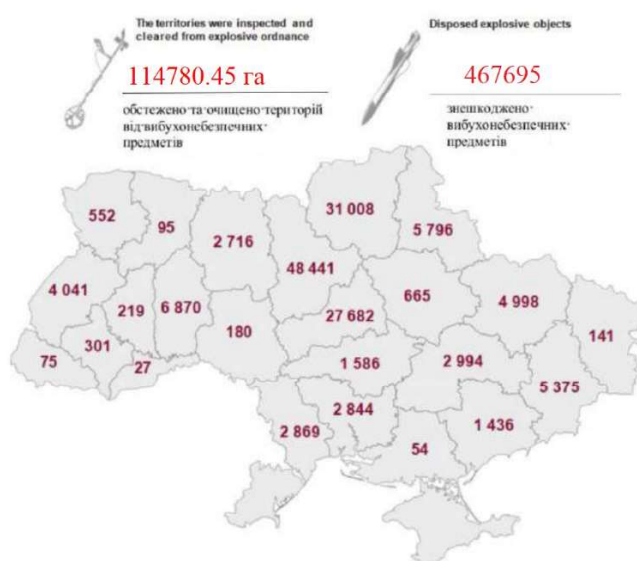 The territories were inspected and
cleared from explosive ordnance
114780.45 га
обстежено та очищено територій
від вибухонебезпечних
предметів
Disposed explosive objects
467695
знешкоджено
вибухонебезпечних
предметів
552
95
2 716
31 008
5 796
48 441
4 041
219
6 870
180
27 682
665
4 998
141
75
301
27
1 586
2 994
5 375
2 869
2 844
54
1 436